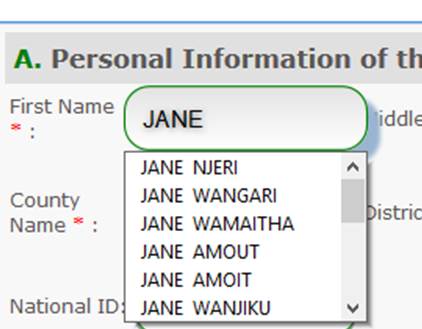 A. Personal Information of th
First Name
* :
JANE
iddle
JANE NJERI
JANE WANGARI
JANE WAMAITHA
JANE AMOUT
JANE AMOIT
JANE WANJIKU
County
Name * :
Distric
National ID: